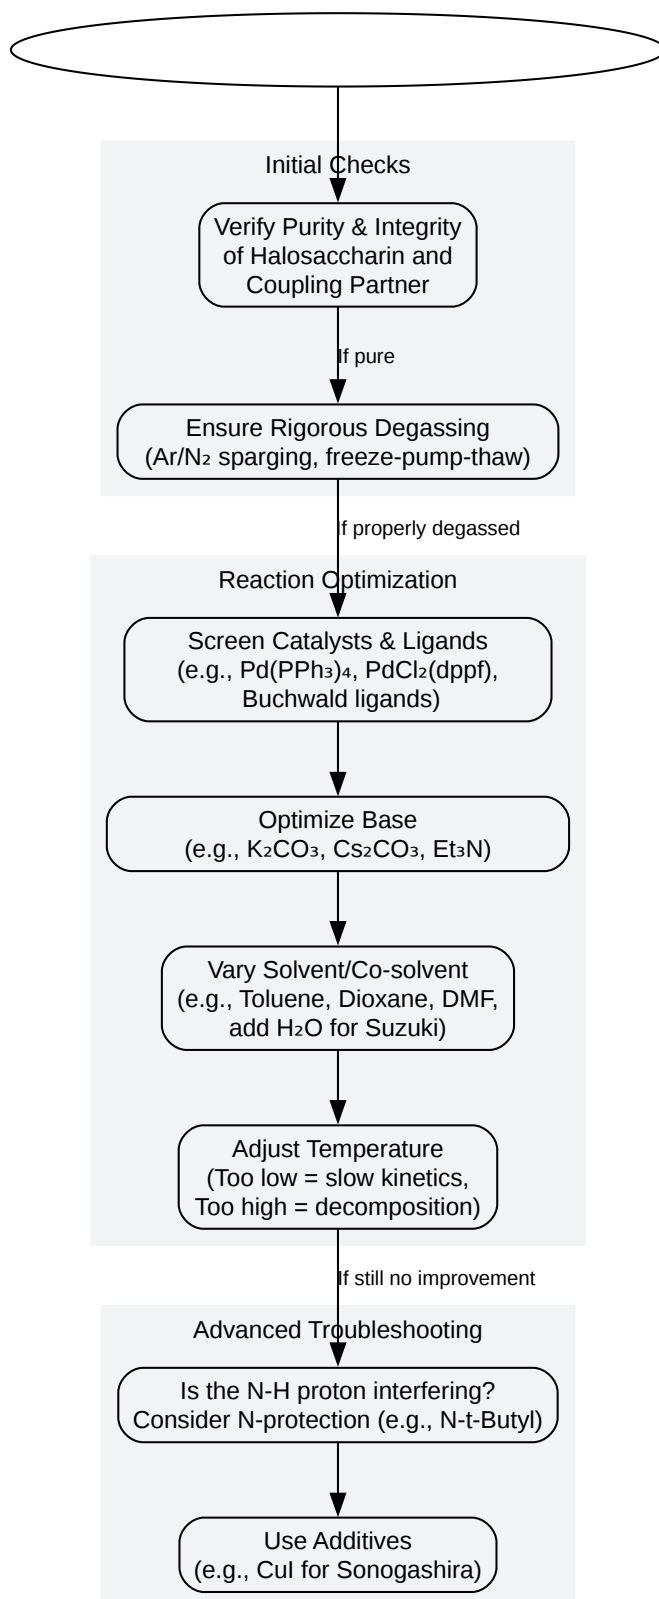 Initial Checks
Verify Purity & Integrity
of Halosaccharin and
Coupling Partner
If pure
Ensure Rigorous Degassing
(Ar/N₂ sparging, freeze-pump-thaw)
If properly degassed
Reaction Optimization
Screen Catalysts & Ligands
(e.g., Pd(PPh₃)₄, PdCl₂(dppf),
Buchwald ligands)
Optimize Base
(e.g., K₂CO₃, Cs₂CO₃, Et₃N)
Vary Solvent/Co-solvent
(e.g., Toluene, Dioxane, DMF,
add H₂O for Suzuki)
Adjust Temperature
(Too low = slow kinetics,
Too high = decomposition)
If still no improvement
Advanced Troubleshooting
Is the N-H proton interfering?
Consider N-protection (e.g., N-t-Butyl)
Use Additives
(e.g., CuI for Sonogashira)